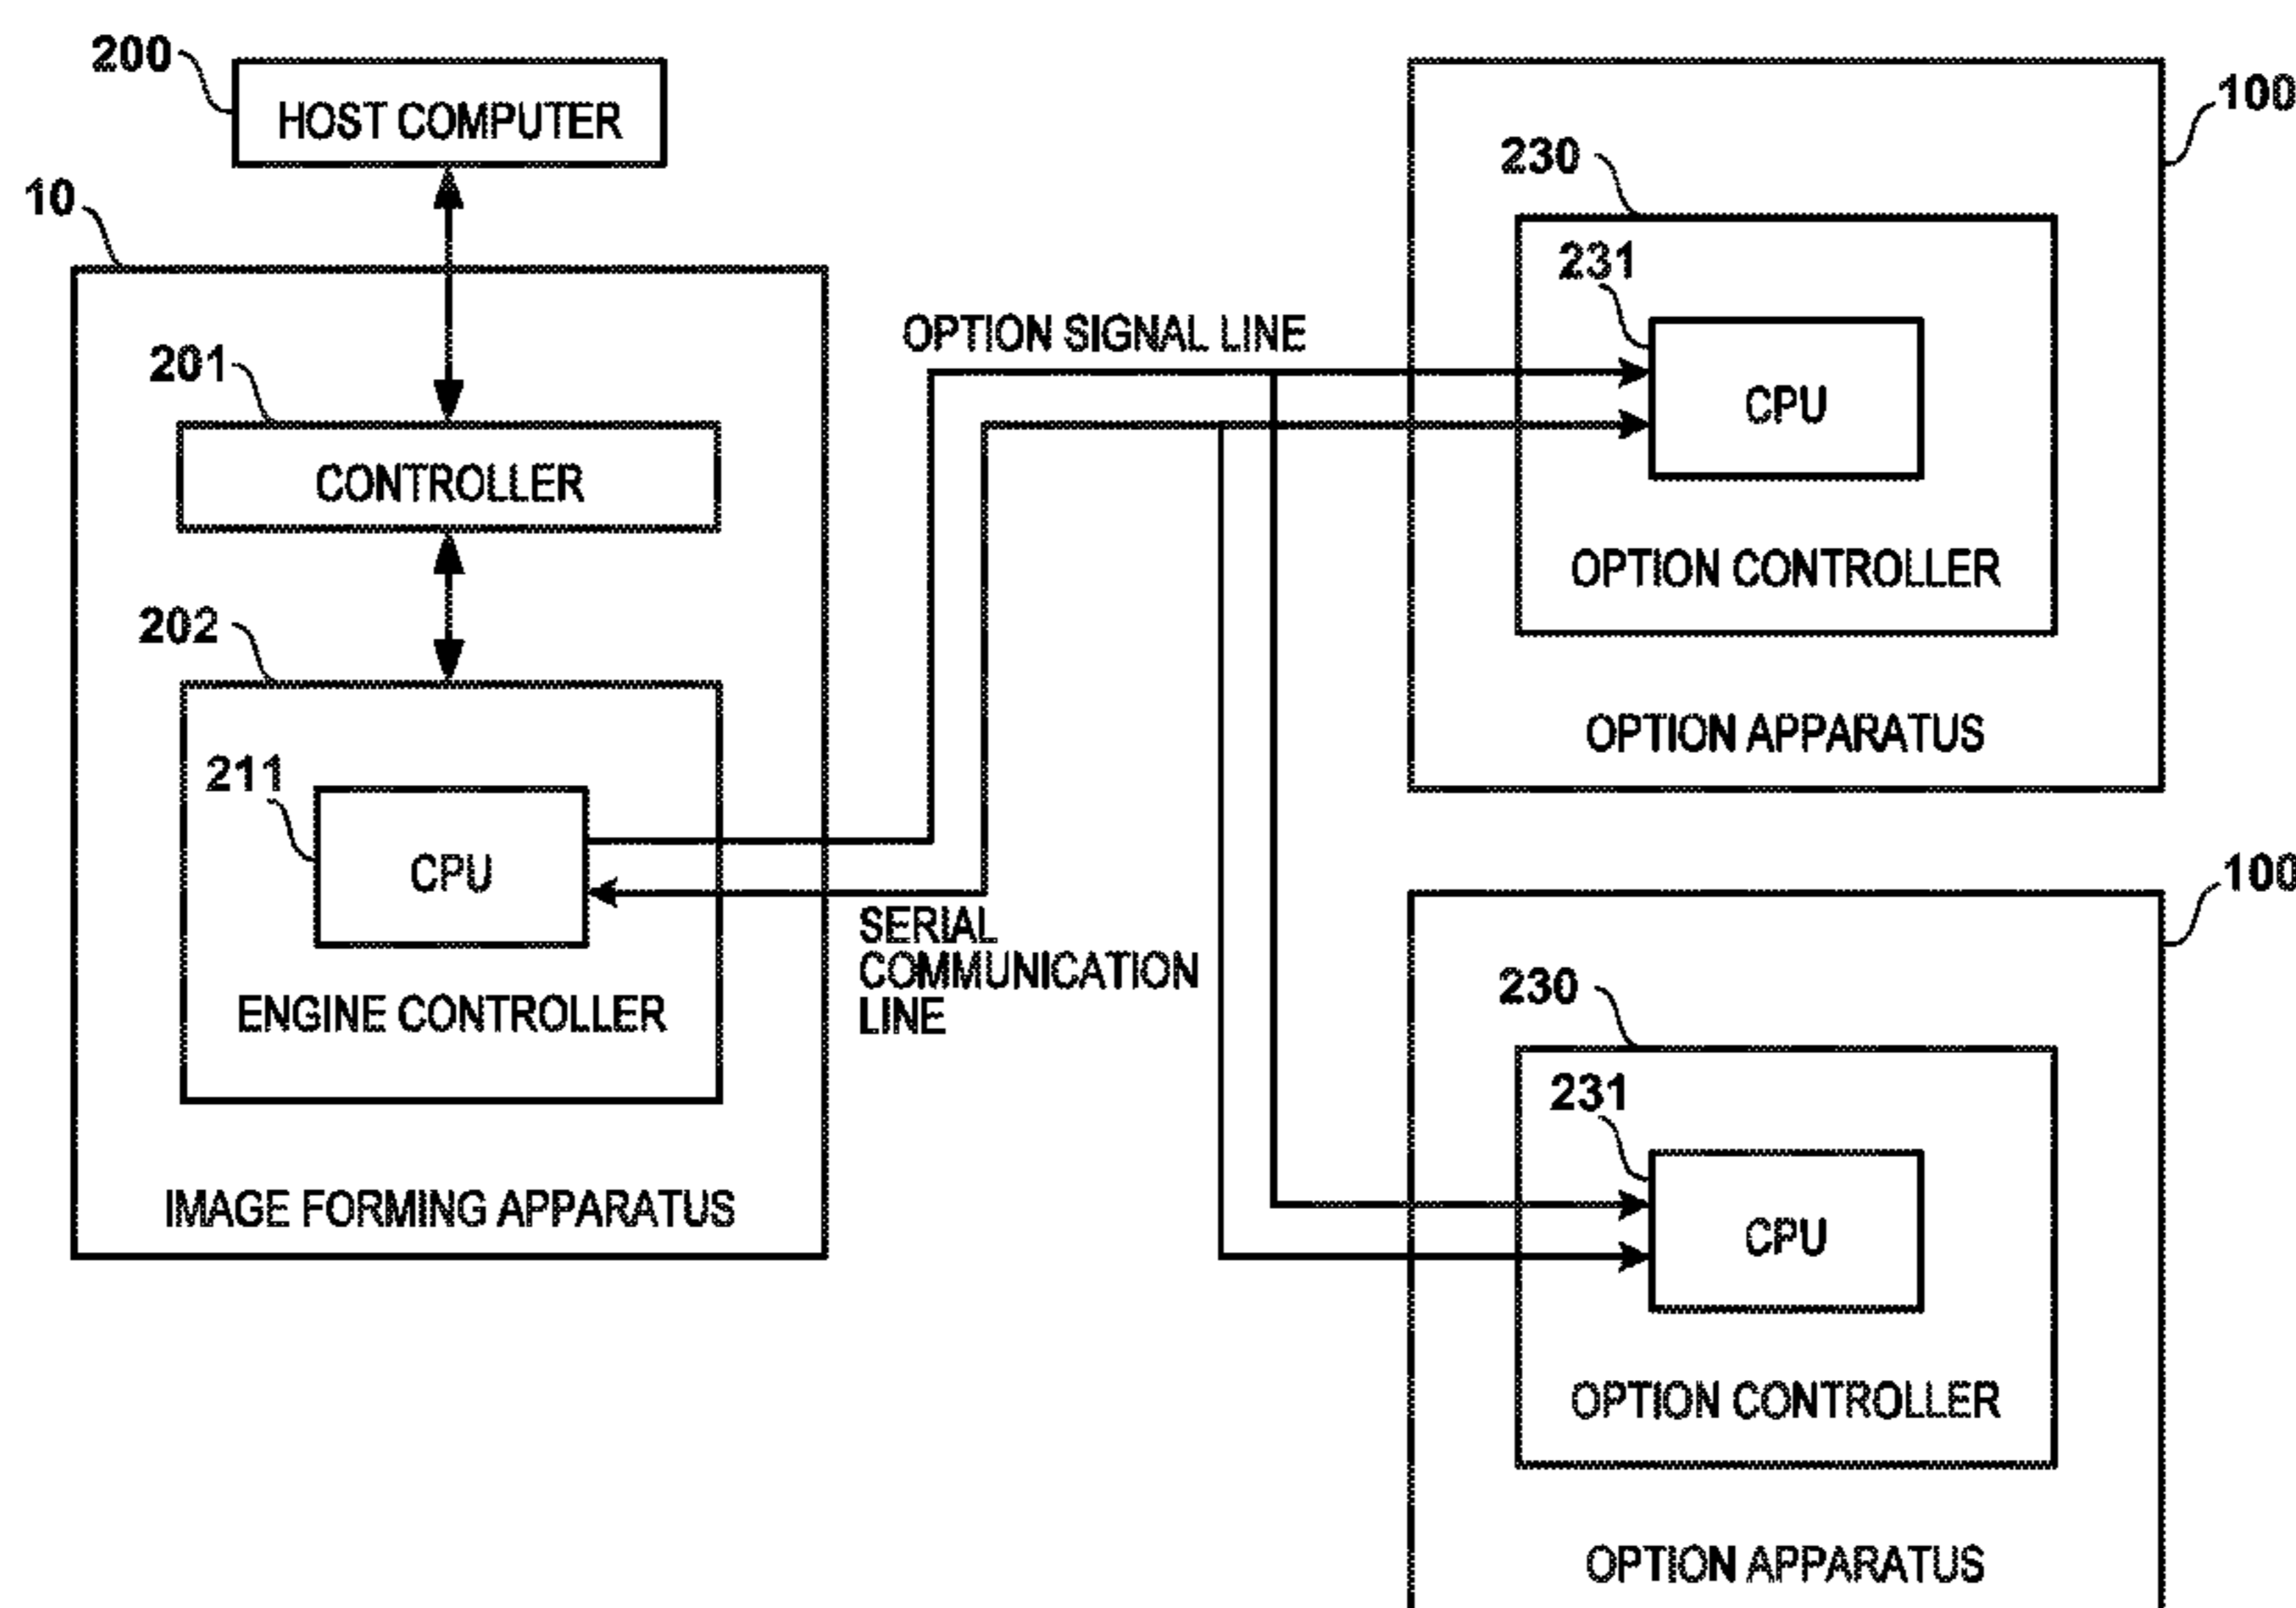 200
HOST COMPUTER
10
201
CONTROLLER
202
211
CPU
ENGINE CONTROLLER
IMAGE FORMING APPARATUS
OPTION SIGNAL LINE
SERIAL
COMMUNICATION
LINE
100
230
231
CPU
OPTION CONTROLLER
OPTION APPARATUS
100
230
231
CPU
OPTION CONTROLLER
OPTION APPARATUS